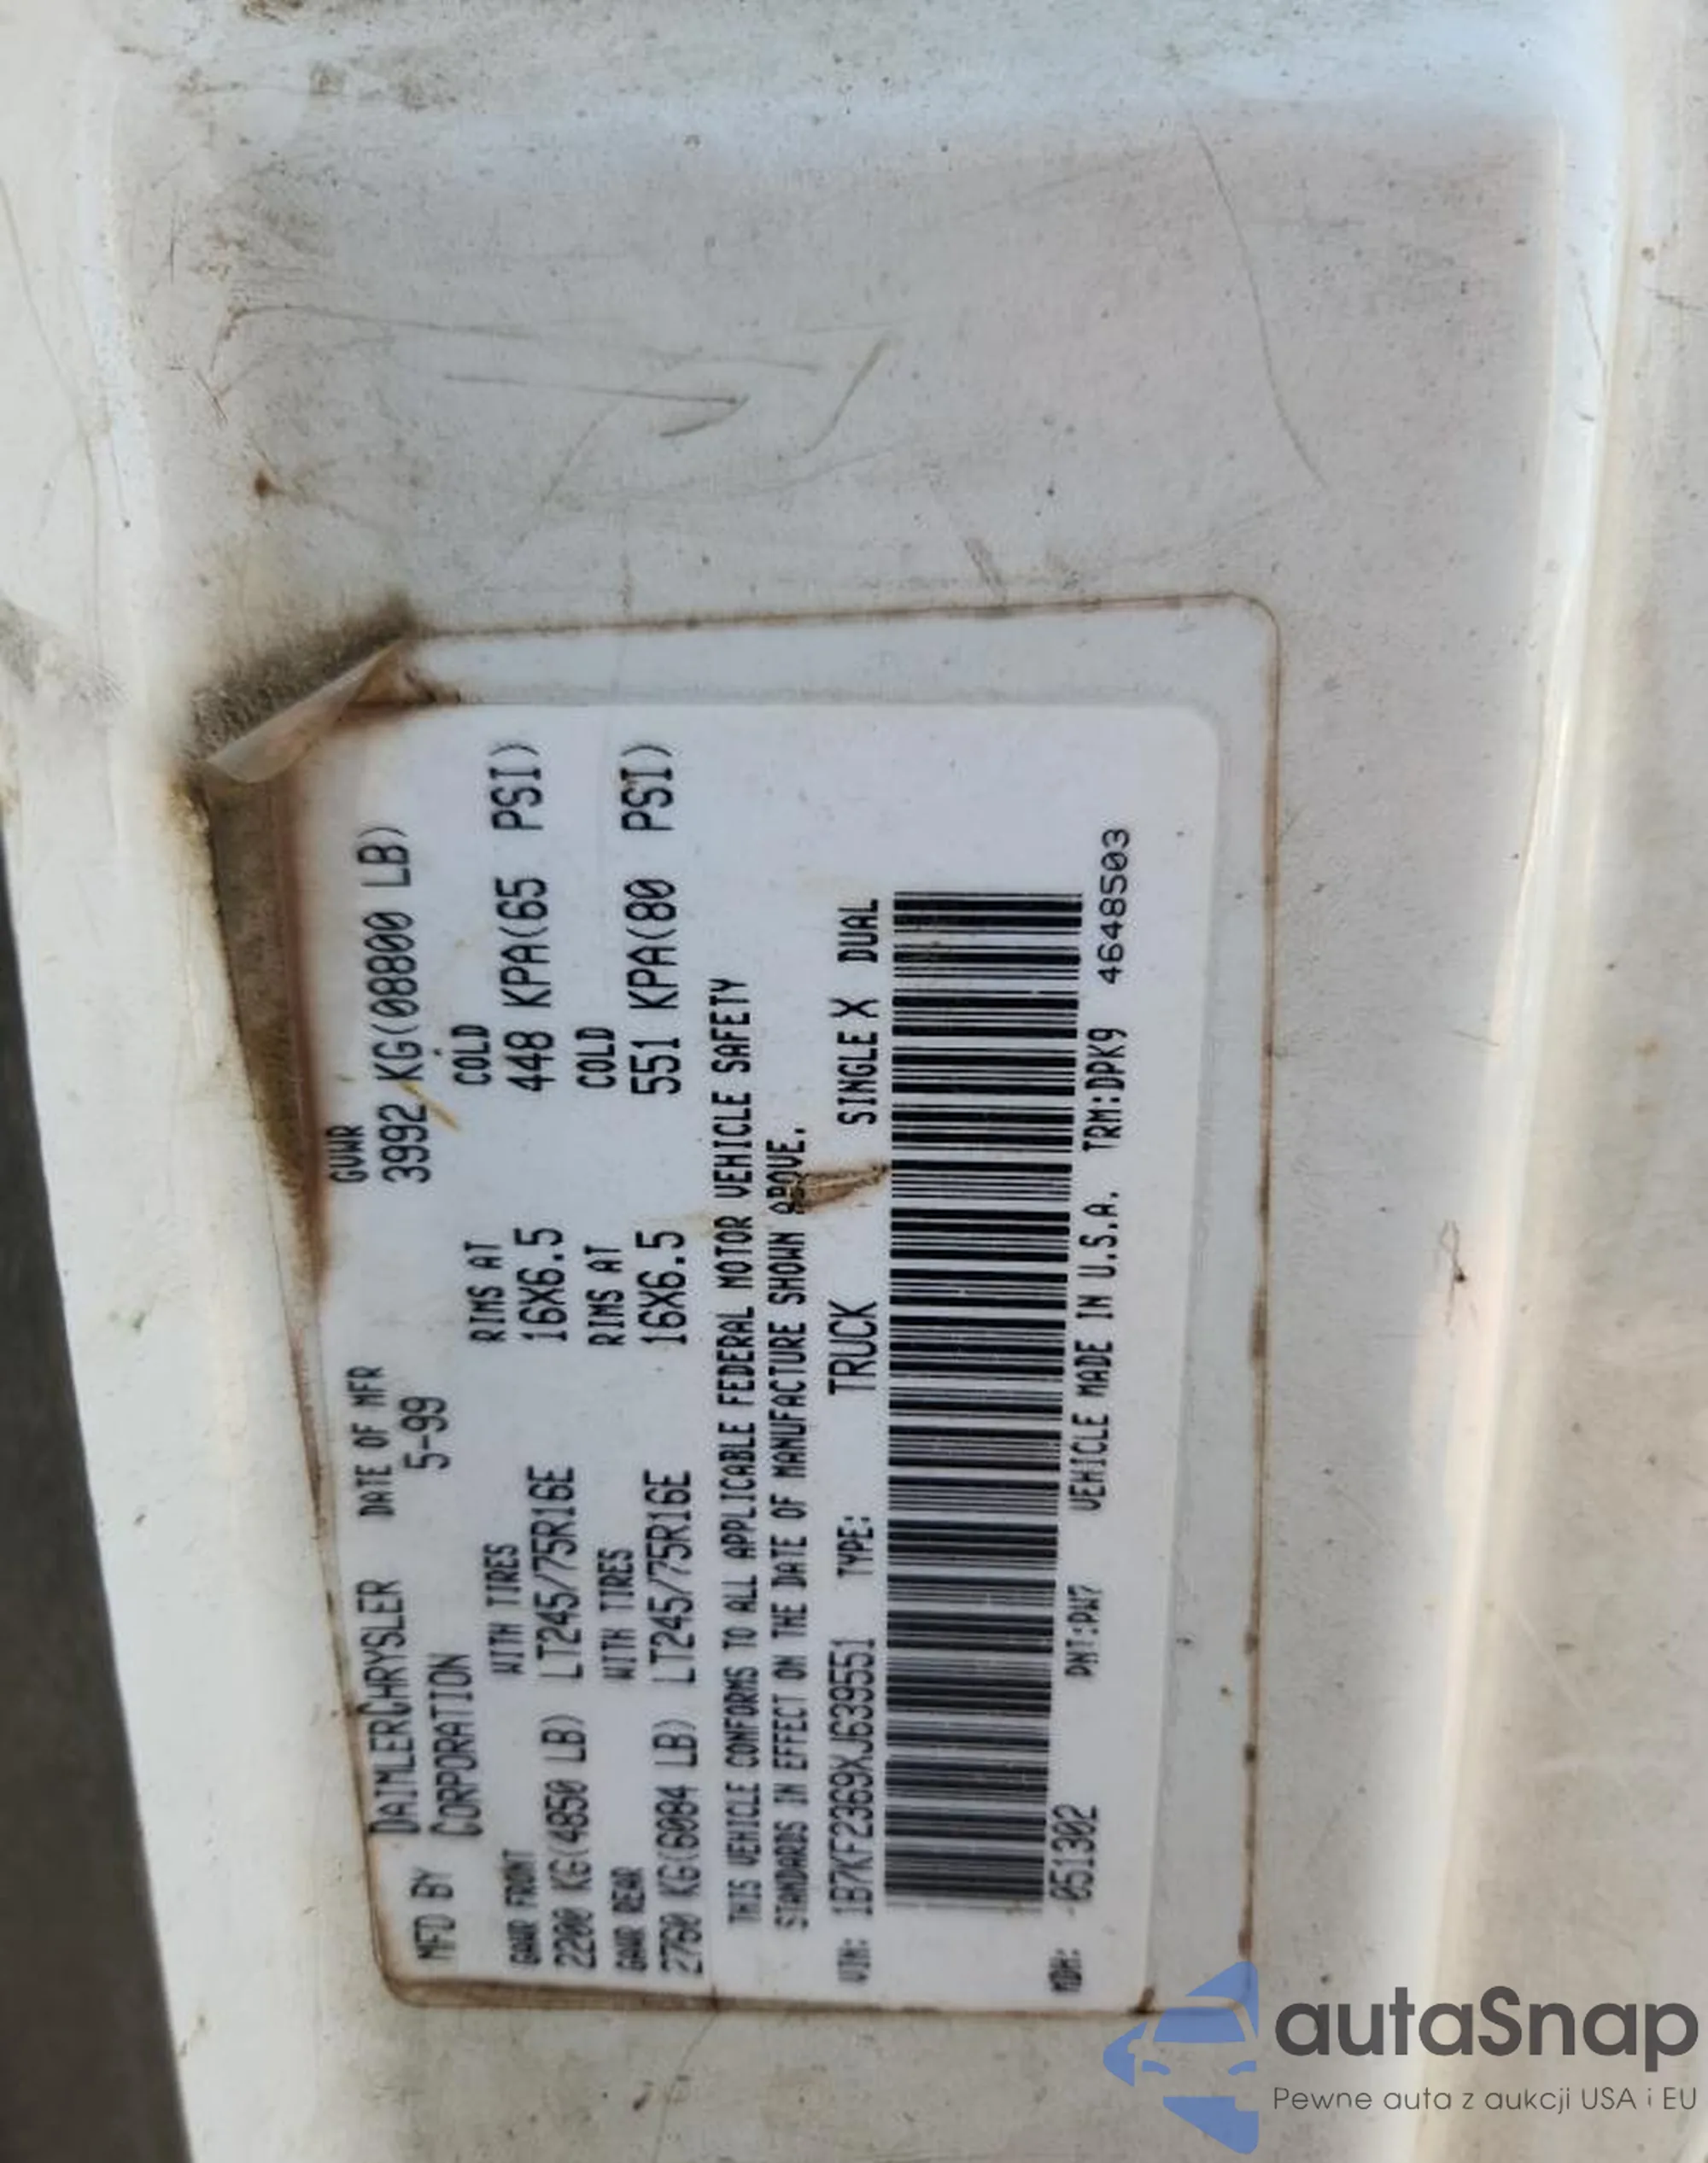 MFD BY DAIMLERCHRYSLER DATE OF MFR GVWR
CORPORATION 5-99 3992 KG(08800 LB)
GAWR FRONT WITH TIRES RIMS AT COLD
2200 KG(4850 LB) LT245/75R16E 16X6.5 448 KPA(65 PSI)
GAWR REAR WITH TIRES RIMS AT COLD
2760 KG(6084 LB) LT245/75R16E 16X6.5 551 KPA(80 PSI)
THIS VEHICLE CONFORMS TO ALL APPLICABLE FEDERAL MOTOR VEHICLE SAFETY
STANDARDS IN EFFECT ON THE DATE OF MANUFACTURE SHOWN ABOVE.
VIN: 1B7KF2369XJ639551 TYPE: TRUCK SINGLE X DUAL
MDH: 051302 PNT:PW7 VEHICLE MADE IN U.S.A. TRM:DPK9 4648503
autaSnap
Pewne auta z aukcji USA i EU